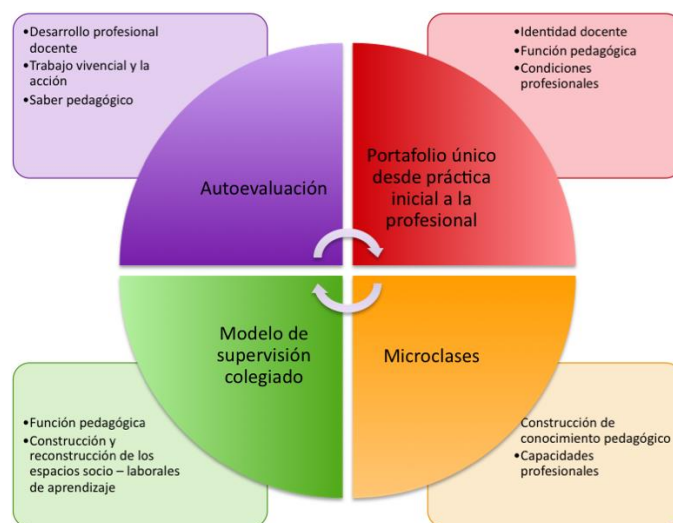 •Desarrollo profesional
docente
•Trabajo vivencial y la
acción
•Saber pedagógico
Autoevaluación
•Identidad docente
•Función pedagógica
•Condiciones
profesionales
Portafolio único
desde práctica
inicial a la
profesional
Modelo de
supervisión
colegiado
•Función pedagógica
•Construcción y
reconstrucción de los
espacios socio – laborales
de aprendizaje
Microclases
Construcción de
conocimiento pedagógico
•Capacidades
profesionales